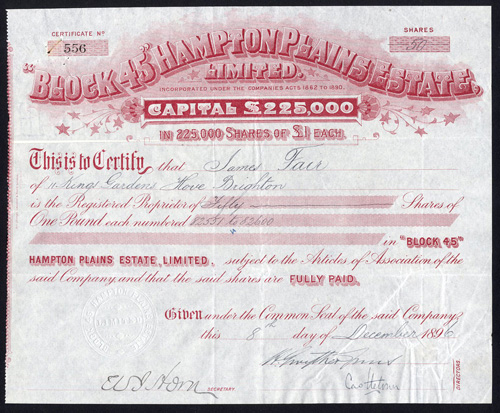 CERTIFICATE Nº
556
SHARES
50
"BLOCK 45" HAMPTON PLAINS ESTATE,
LIMITED.
INCORPORATED UNDER THE COMPANIES ACTS 1862 TO 1890.
CAPITAL £225,000
IN 225,000 SHARES OF £1 EACH.
This is to Certify that James Fair
of 11 Kings Gardens Hove Brighton
is the Registered Proprietor of Fifty Shares of
One Pound each numbered 82551 to 82600
in "BLOCK 45"
HAMPTON PLAINS ESTATE, LIMITED, subject to the Articles of Association of the
said Company and that the said shares are FULLY PAID.
Given under the Common Seal of the said Company,
this 8th day of December 1896
SECRETARY.
Castletown
DIRECTORS